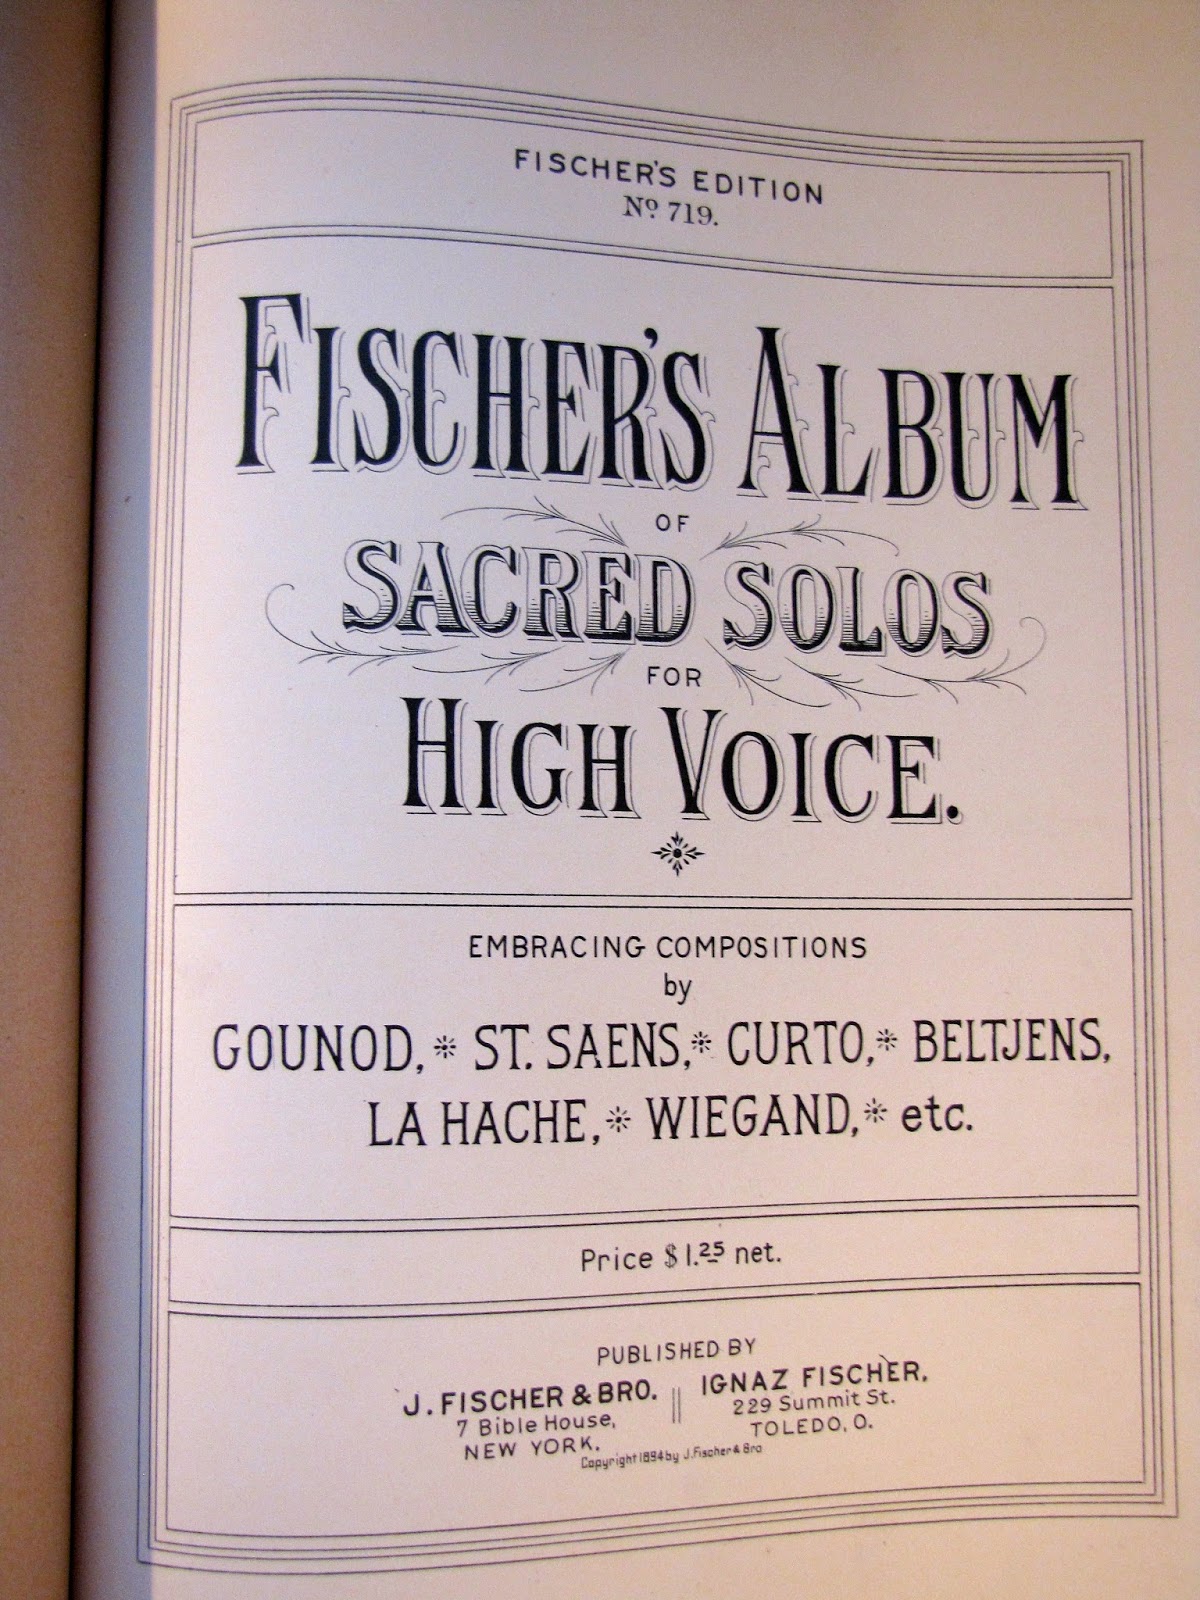 FISCHER'S EDITION
Nº 719.
FISCHER'S ALBUM
OF
SACRED SOLOS
FOR
HIGH VOICE.
EMBRACING COMPOSITIONS
by
GOUNOD, * ST. SAENS, * CURTO, * BELTJENS,
LA HACHE, * WIEGAND, * etc.
Price $1.25 net.
PUBLISHED BY
J. FISCHER & BRO.
7 Bible House,
NEW YORK.
IGNAZ FISCHER,
229 Summit St.
TOLEDO, O.
Copyright 1894 by J. Fischer & Bro